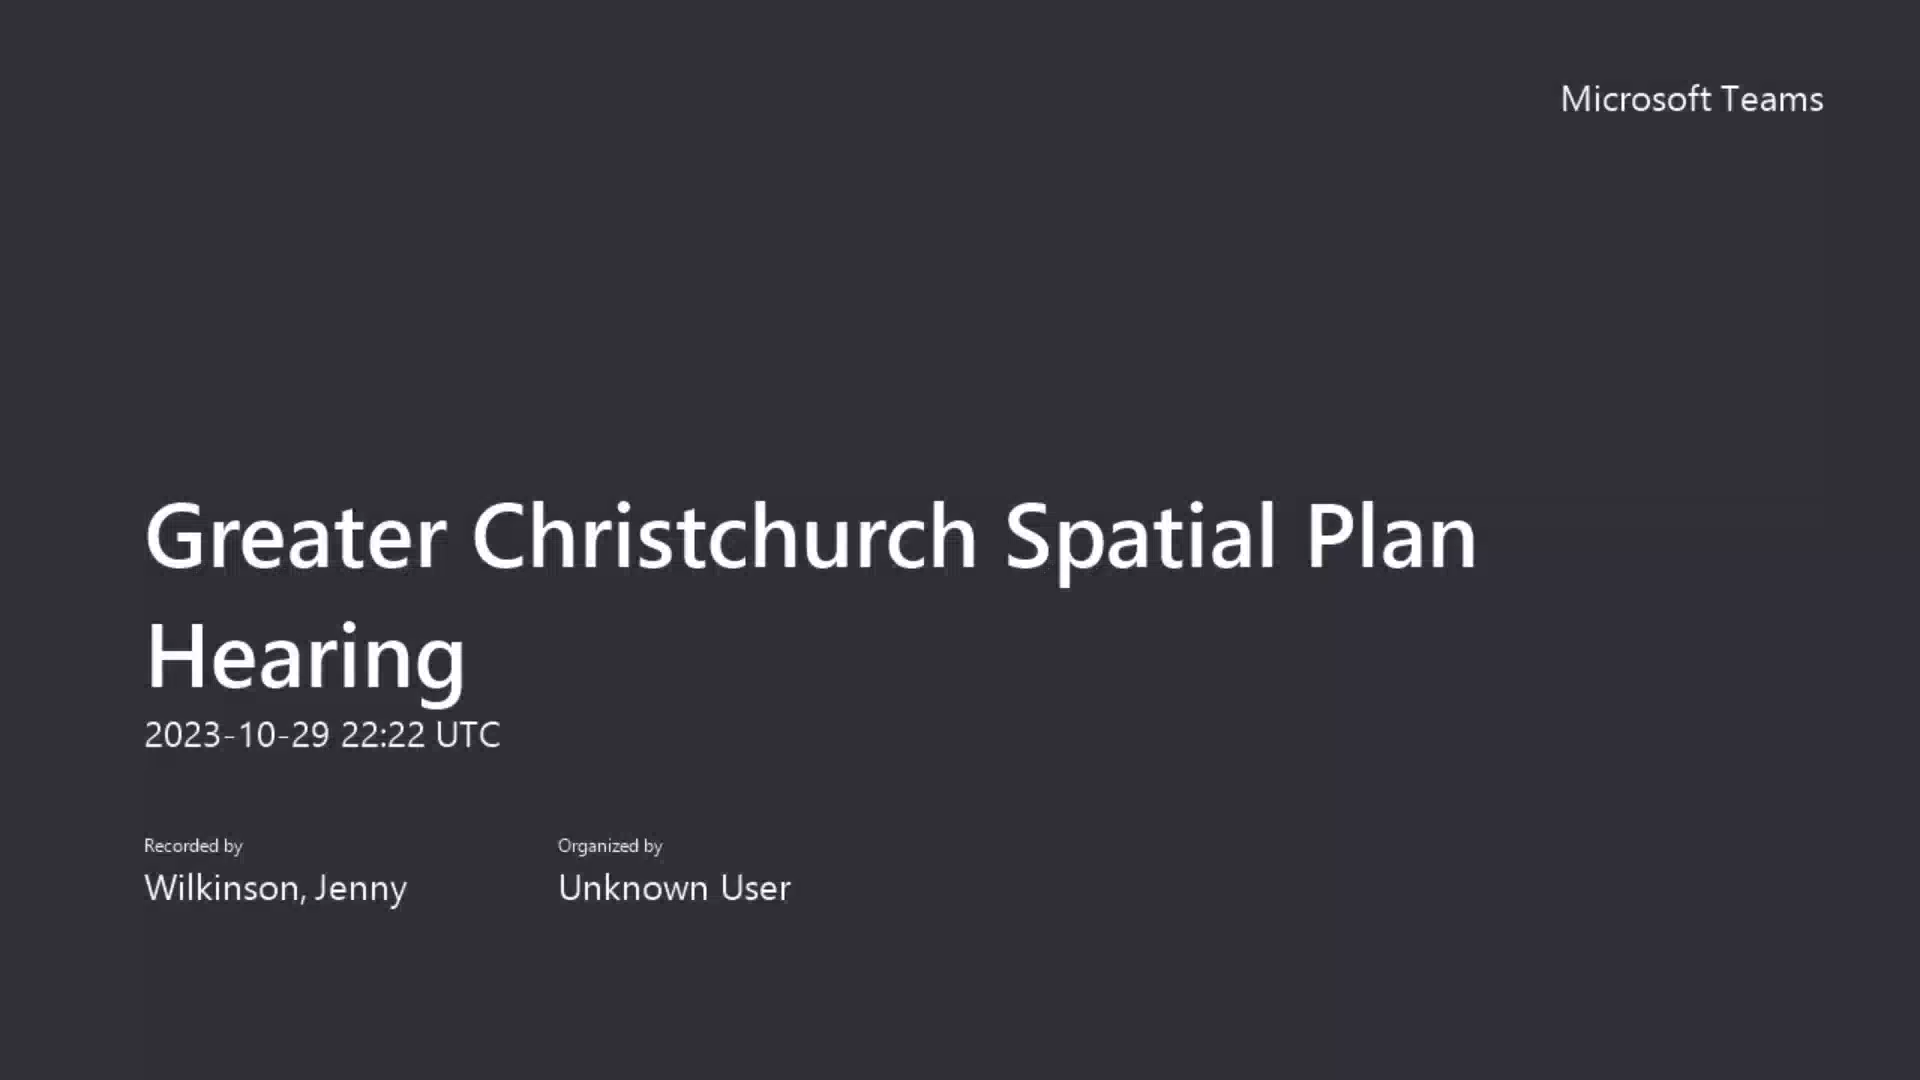 Microsoft Teams
Greater Christchurch Spatial Plan
Hearing
2023-10-29 22:22 UTC
Recorded by
Organized by
Wilkinson, Jenny
Unknown User